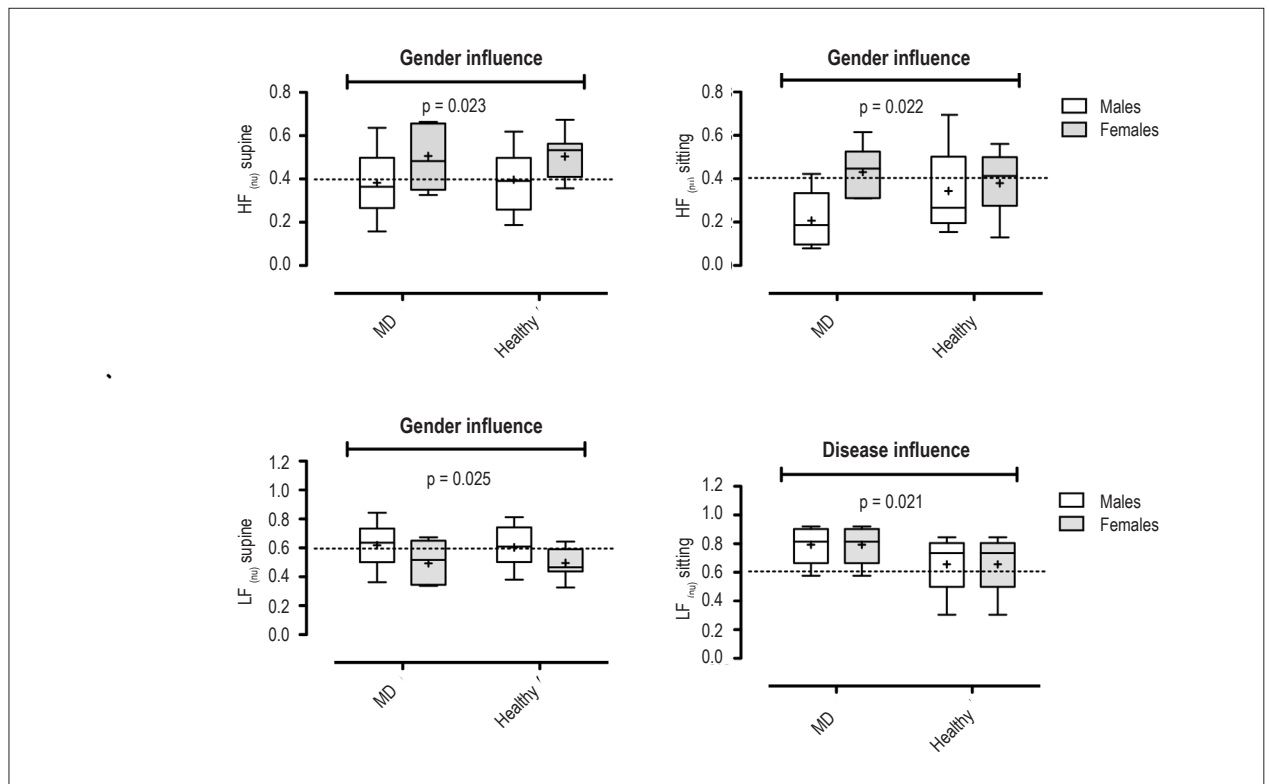 Gender influence
p = 0.023
HF (nu) supine
0.8
0.6
0.4
0.2
0.0
MD
Healthy
Gender influence
p = 0.022
HF (nu) sitting
0.8
0.6
0.4
0.2
0.0
MD
Healthy
Males
Females
Gender influence
p = 0.025
LF (nu) supine
1.2
1.0
0.8
0.6
0.4
0.2
0.0
MD
Healthy
Disease influence
p = 0.021
LF (nu) sitting
1.2
1.0
0.8
0.6
0.4
0.2
0.0
MD
Healthy
Males
Females